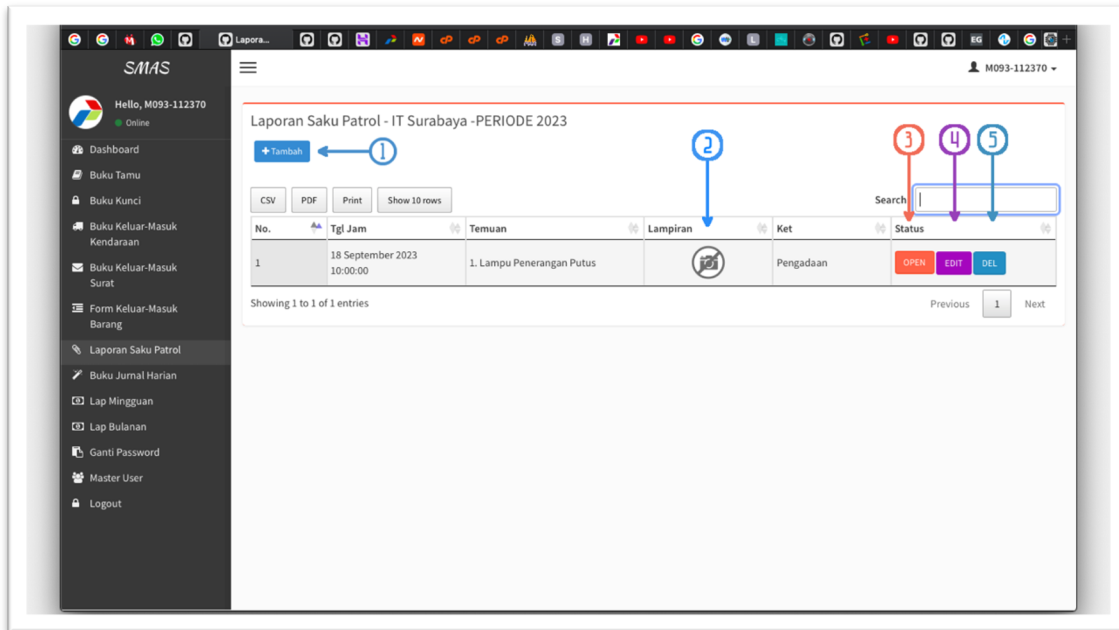 Lapora...
SMAS
M093-112370
Hello, M093-112370
Online
Dashboard
Buku Tamu
Buku Kunci
Buku Keluar-Masuk
Kendaraan
Buku Keluar-Masuk
Surat
Form Keluar-Masuk
Barang
Laporan Saku Patrol
Buku Jurnal Harian
Lap Mingguan
Lap Bulanan
Ganti Password
Master User
Logout
Laporan Saku Patrol - IT Surabaya -PERIODE 2023
+Tambah
1
2
3
4
5
CSV PDF Print Show 10 rows
Search:
No. Tgl Jam Temuan Lampiran Ket Status
1 18 September 2023
10:00:00
1. Lampu Penerangan Putus Pengadaan OPEN EDIT DEL
Showing 1 to 1 of 1 entries
Previous 1 Next